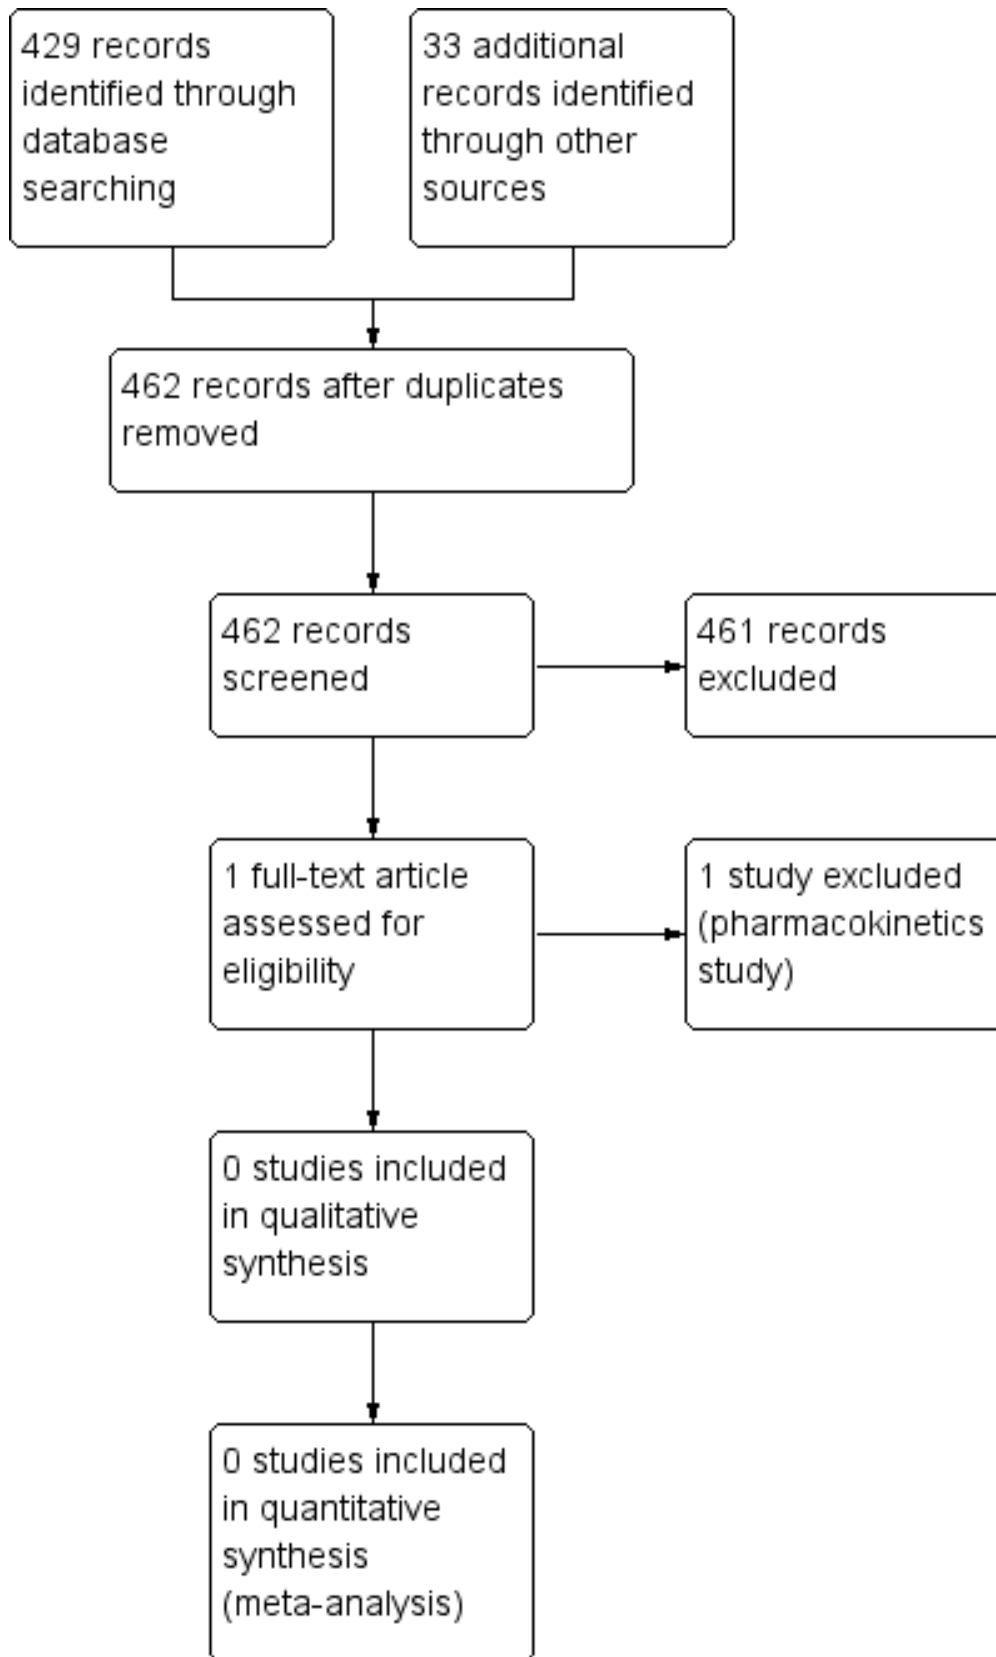 429 records
identified through
database
searching
33 additional
records identified
through other
sources
462 records after duplicates
removed
462 records
screened
461 records
excluded
1 full-text article
assessed for
eligibility
1 study excluded
(pharmacokinetics
study)
0 studies included
in qualitative
synthesis
0 studies included
in quantitative
synthesis
(meta-analysis)